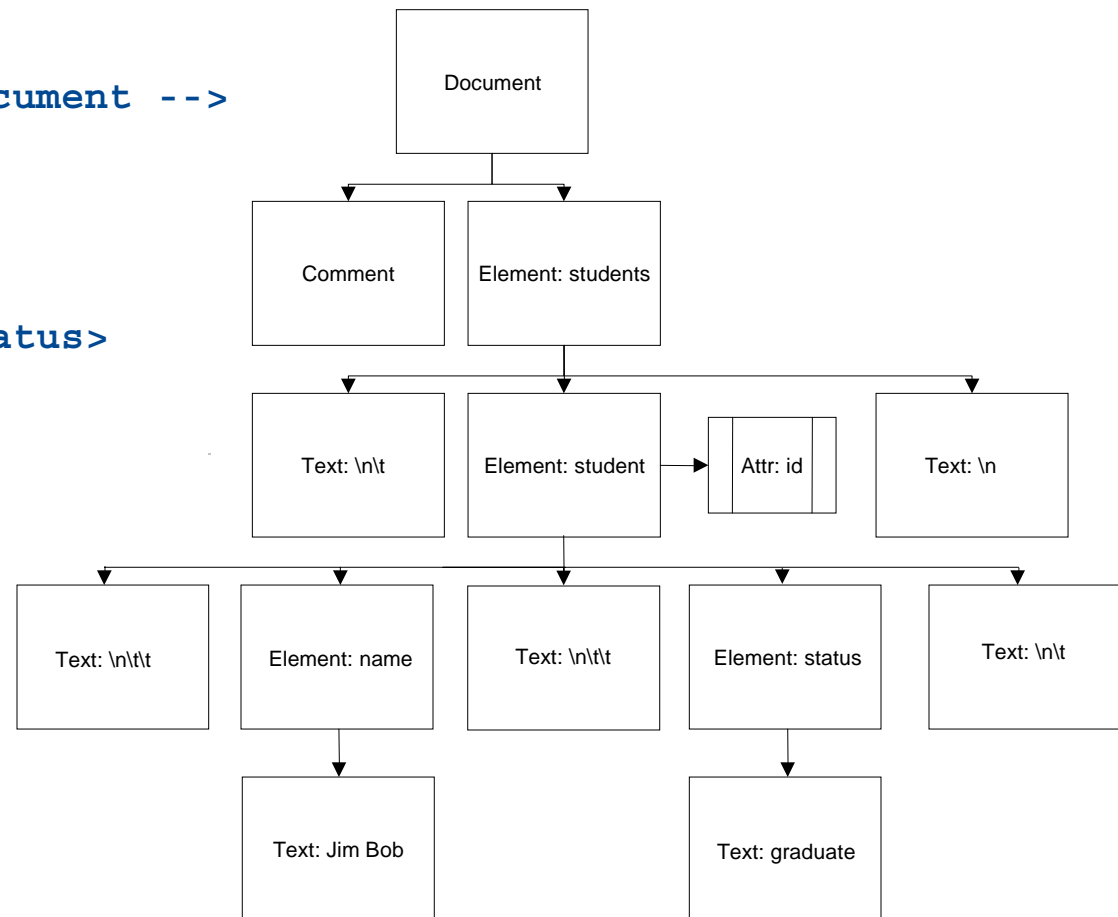 Document
cument -->
Comment
Element: students
atus>
Text: \n\t
Element: student
Attr: id
Text: \n
Text: \n\t\t
Element: name
Text: \n\t\t
Element: status
Text: \n\t
Text: Jim Bob
Text: graduate